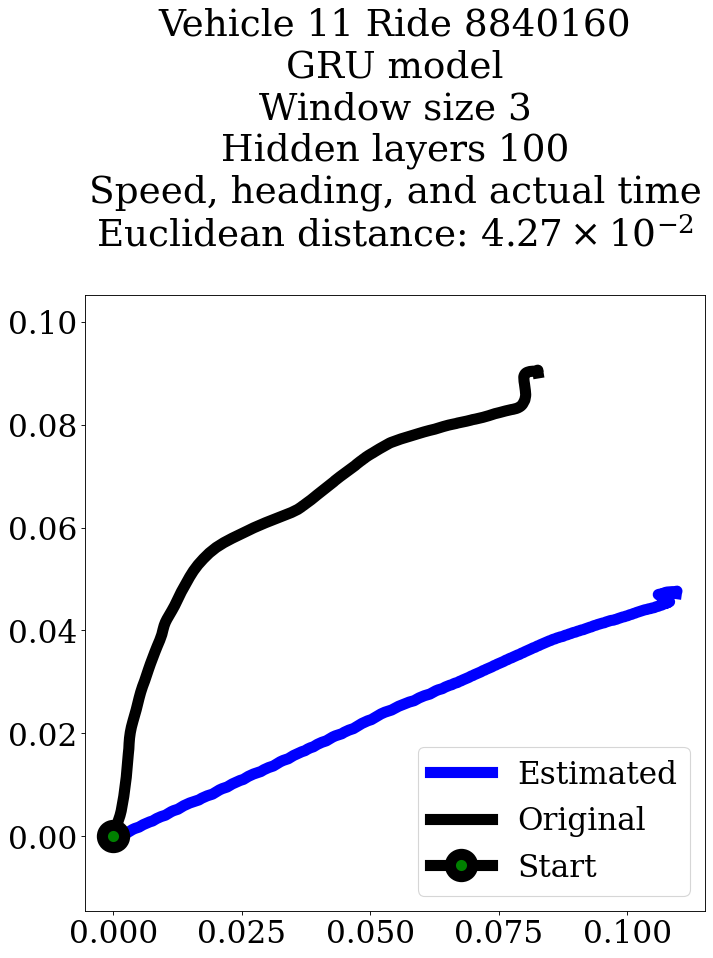 Vehicle 11 Ride 8840160
GRU model
Window size 3
Hidden layers 100
Speed, heading, and actual time
Euclidean distance: 4.27 × 10⁻²
0.10
0.08
0.06
0.04
0.02
0.00
Estimated
Original
Start
0.000 0.025 0.050 0.075 0.100